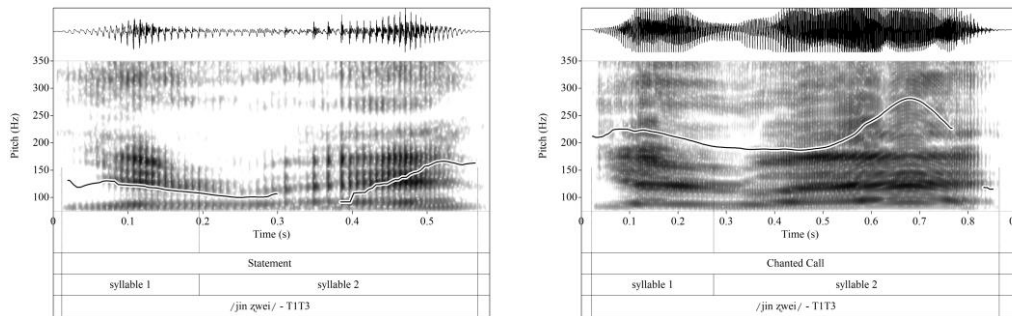 350
300
250
200
150
100
Pitch (Hz)
0 0.1 0.2 0.3 0.4 0.5
Time (s)
Statement
syllable 1 syllable 2
/jin ʐwei/ - T1T3
350
300
250
200
150
100
Pitch (Hz)
0 0.1 0.2 0.3 0.4 0.5 0.6 0.7 0.8
Time (s)
Chanted Call
syllable 1 syllable 2
/jin ʐwei/ - T1T3